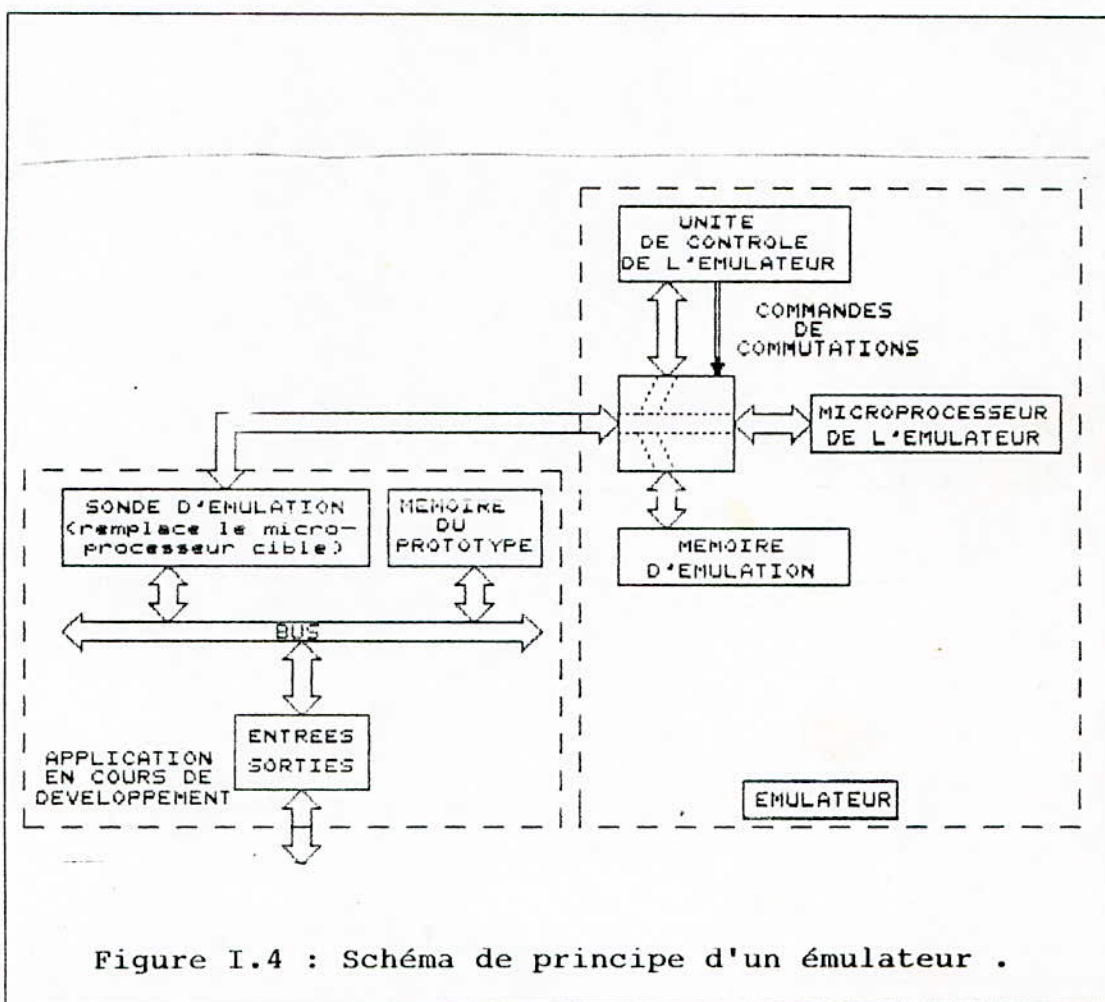 UNITE
DE CONTROLE
DE L'EMULATEUR
COMMANDES
DE
COMMUTATIONS
MICROPROCESSEUR
DE L'EMULATEUR
SONDE D'EMULATION
(remplace le micro-
processeur cible)
MEMOIRE
DU
PROTOTYPE
MEMOIRE
D'EMULATION
BUS
ENTREES
SORTIES
APPLICATION
EN COURS DE
DEVELOPPEMENT
EMULATEUR
Figure I.4 : Schéma de principe d'un émulateur .